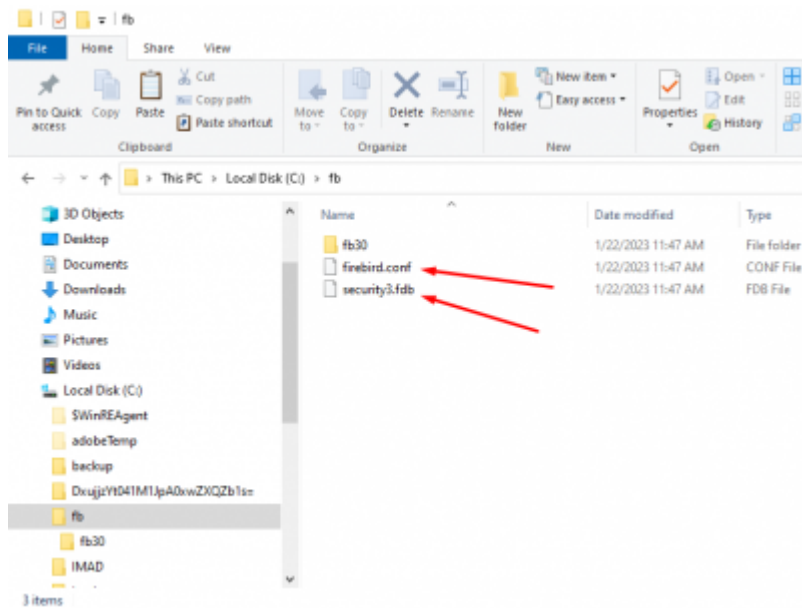 fb
File Home Share View
Pin to Quick access
Copy
Paste
Cut
Copy path
Paste shortcut
Clipboard
Move to
Copy to
Delete
Rename
Organize
New folder
New item
Easy access
New
Properties
Open
Edit
History
Open
This PC > Local Disk (C:) > fb
3D Objects
Desktop
Documents
Downloads
Music
Pictures
Videos
Local Disk (C:)
$WinREAgent
adobeTemp
backup
fb
fb30
IMAD
Name Date modified Type
fb30 1/22/2023 11:47 AM File folder
firebird.conf 1/22/2023 11:47 AM CONF File
security3.fdb 1/22/2023 11:47 AM FDB File
3 items